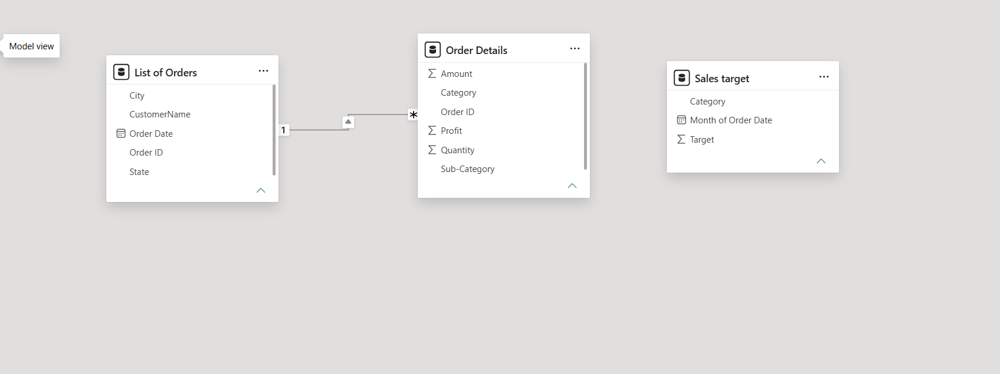 Model view
List of Orders
City
CustomerName
Order Date
Order ID
State
1
*
Order Details
Σ Amount
Category
Order ID
Σ Profit
Σ Quantity
Sub-Category
Sales target
Category
Month of Order Date
Σ Target